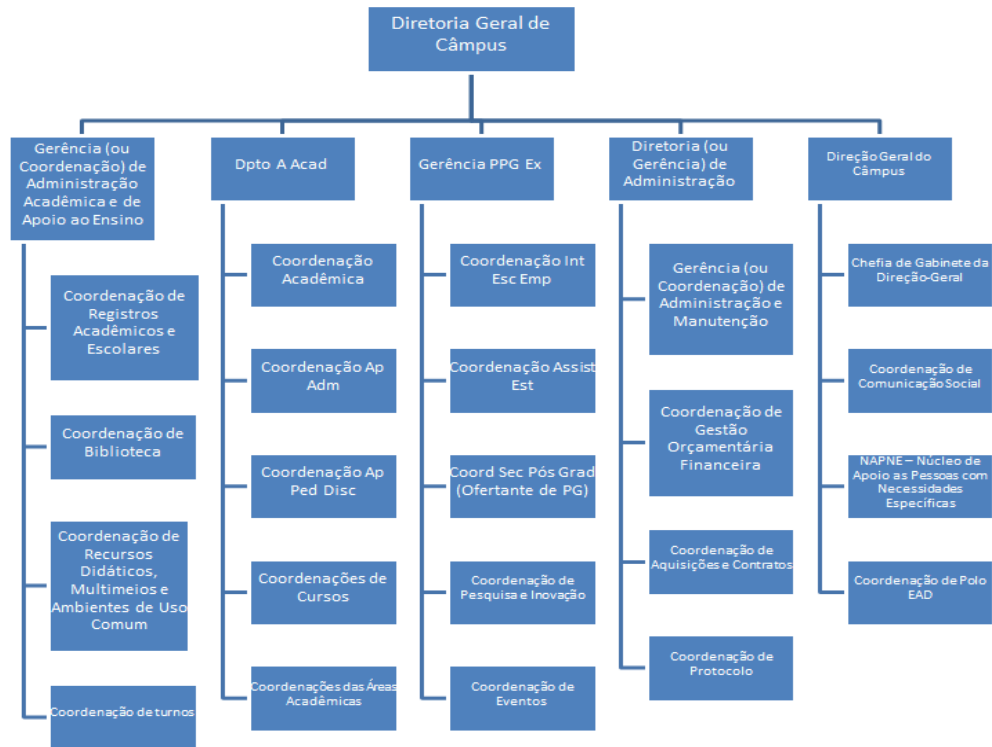 Diretoria Geral de
Câmpus
Gerência (ou
Coordenação) de
Administração
Acadêmica e de
Apoio ao Ensino
Coordenação de
Registros
Acadêmicos e
Escolares
Coordenação de
Biblioteca
Coordenação de
Recursos
Didáticos,
Multimeios e
Ambientes de Uso
Comum
Coordenação de turnos
Dpto A Acad
Coordenação
Acadêmica
Coordenação Ap
Adm
Coordenação Ap
Ped Disc
Coordenações de
Cursos
Coordenações das Áreas
Acadêmicas
Gerência PPG Ex
Coordenação Int
Esc Emp
Coordenação Assist
Est
Coord Sec Pós Grad
(Ofertante de PG)
Coordenação de
Pesquisa e Inovação
Coordenação de
Eventos
Diretoria (ou
Gerência) de
Administração
Gerência (ou
Coordenação) de
Administração e
Manutenção
Coordenação de
Gestão
Orçamentária
Financeira
Coordenação de
Aquisições e Contratos
Coordenação de
Protocolo
Direção Geral do
Câmpus
Chefia de Gabinete da
Direção-Geral
Coordenação de
Comunicação Social
NAPNE – Núcleo de
Apoio as Pessoas com
Necessidades
Específicas
Coordenação de Polo
EAD